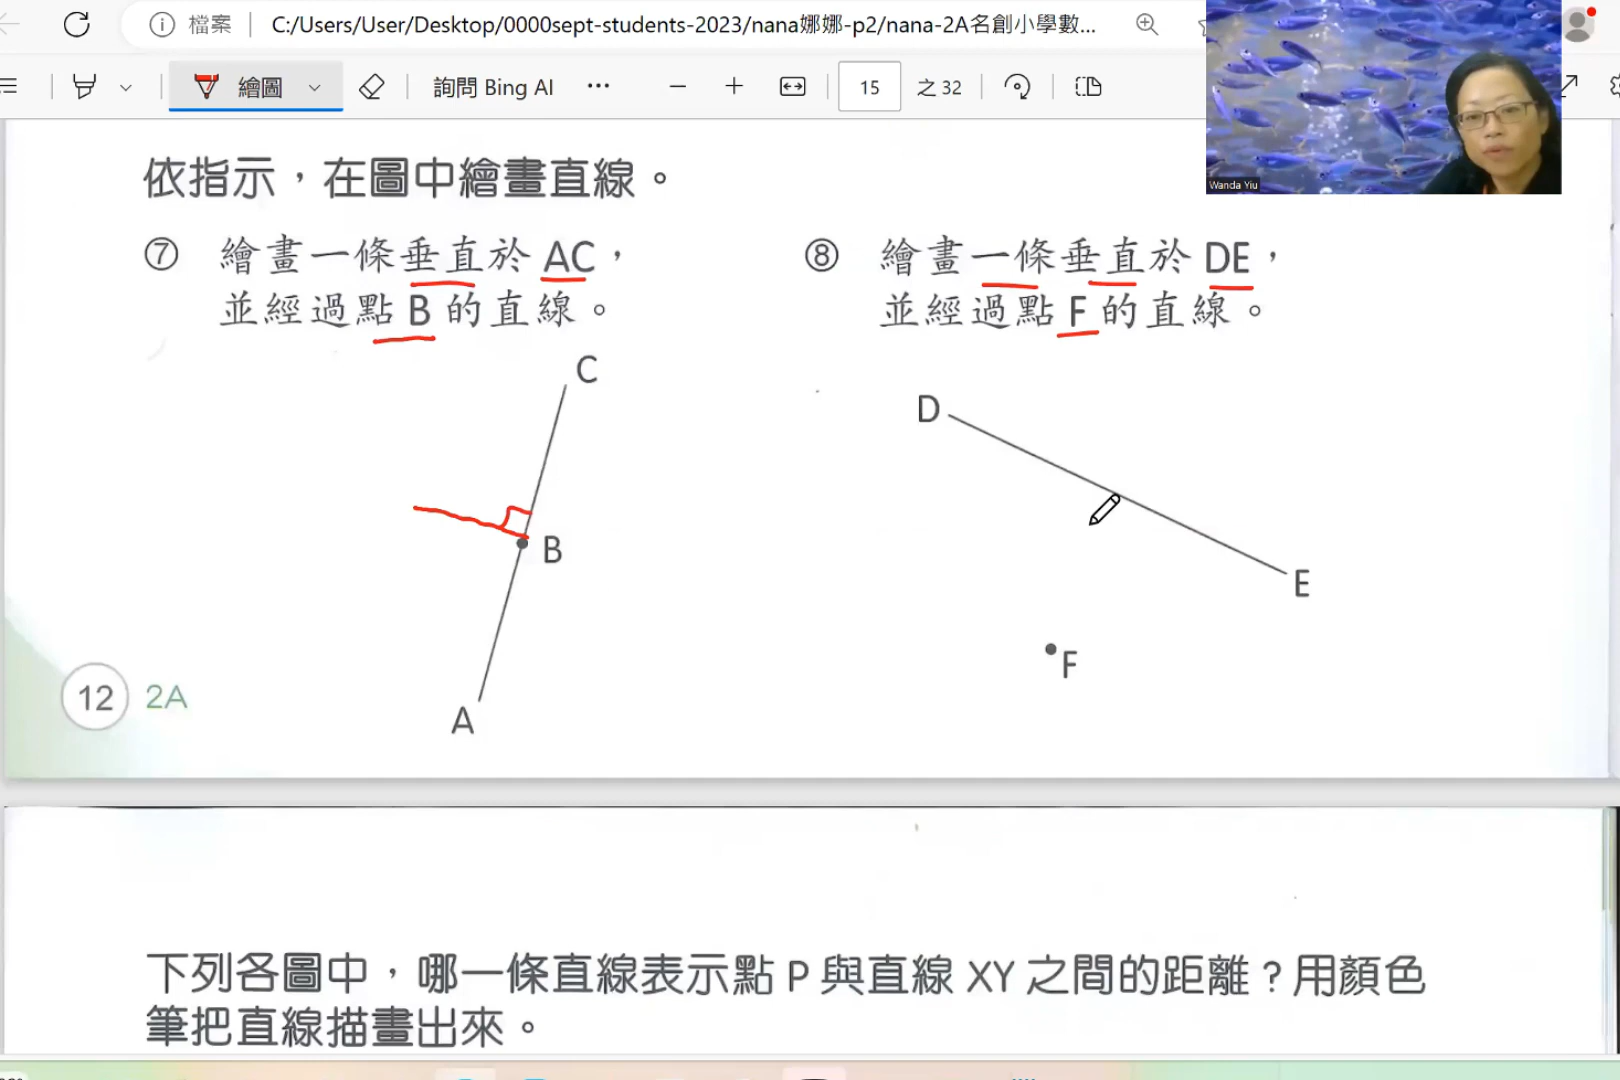 檔案 C:/Users/User/Desktop/0000sept-students-2023/nana娜娜-p2/nana-2A名創小學數...
繪圖 詢問 Bing AI ... 15 之 32
Wanda Yiu
依指示，在圖中繪畫直線。
⑦ 繪畫一條垂直於 AC，
並經過點 B 的直線。
C
B
A
⑧ 繪畫一條垂直於 DE，
並經過點 F 的直線。
D
E
F
12 2A
下列各圖中，哪一條直線表示點 P 與直線 XY 之間的距離？用顏色
筆把直線描畫出來。